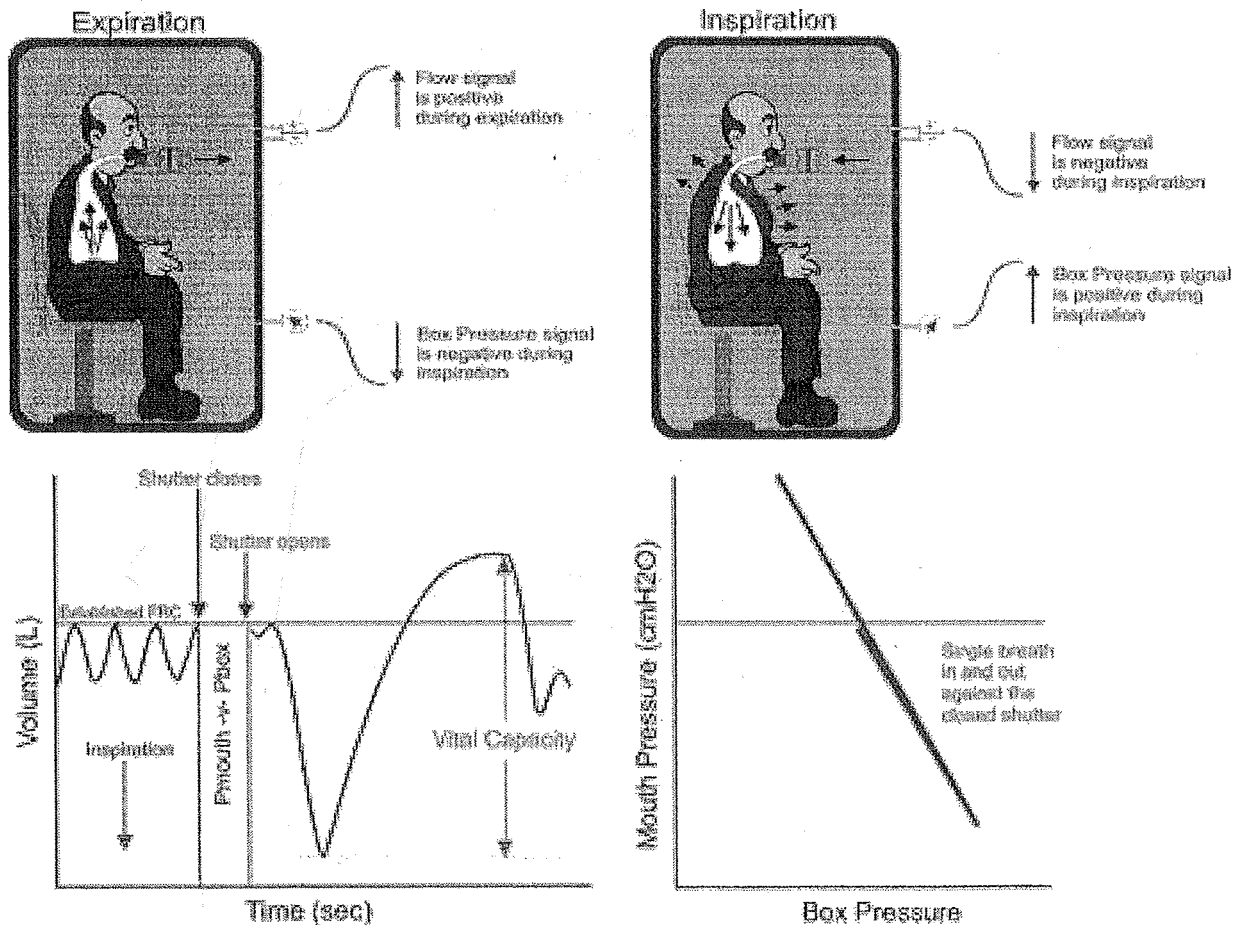 Expiration
Flow signal
is positive
during expiration
Box Pressure signal
is negative during
inspiration
Inspiration
Flow signal
is negative
during inspiration
Box Pressure signal
is positive during
inspiration
Shutter closes
Shutter opens
FRC
Volume (L)
Inspiration
Pmouth -v- Pbox
Vital Capacity
Time (sec)
Mouth Pressure (cmH2O)
Single breath
in and out
against the
closed shutter
Box Pressure